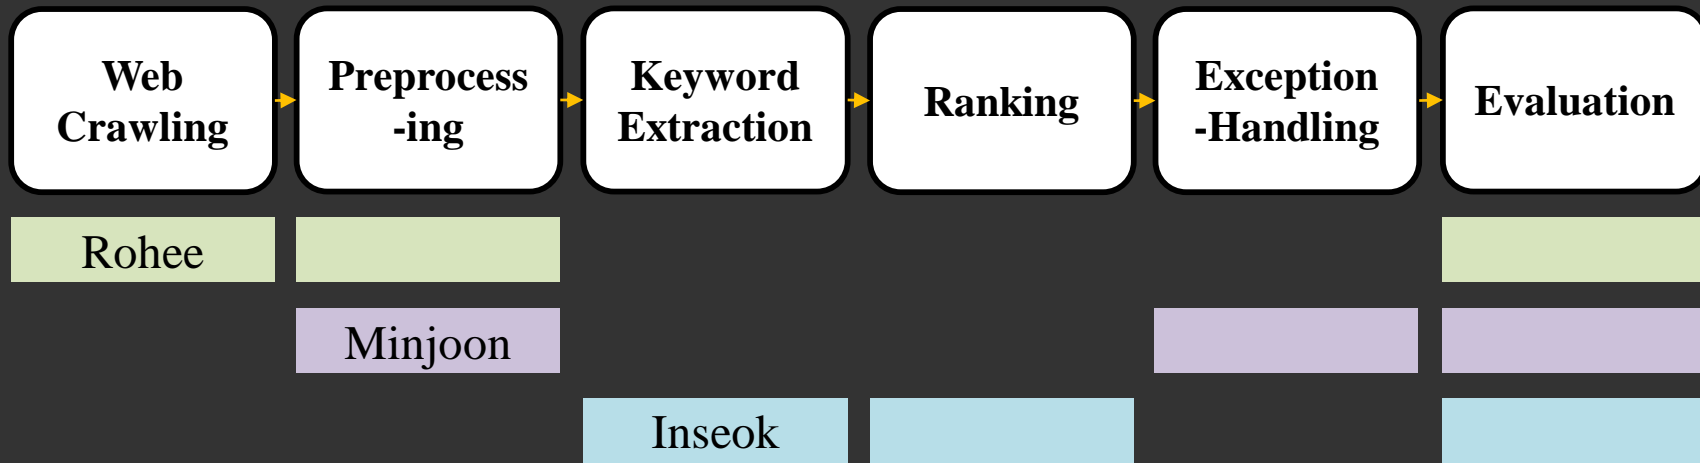 Web
Crawling
Preprocess
-ing
Keyword
Extraction
Ranking
Exception
-Handling
Evaluation
Rohee
Minjoon
Inseok